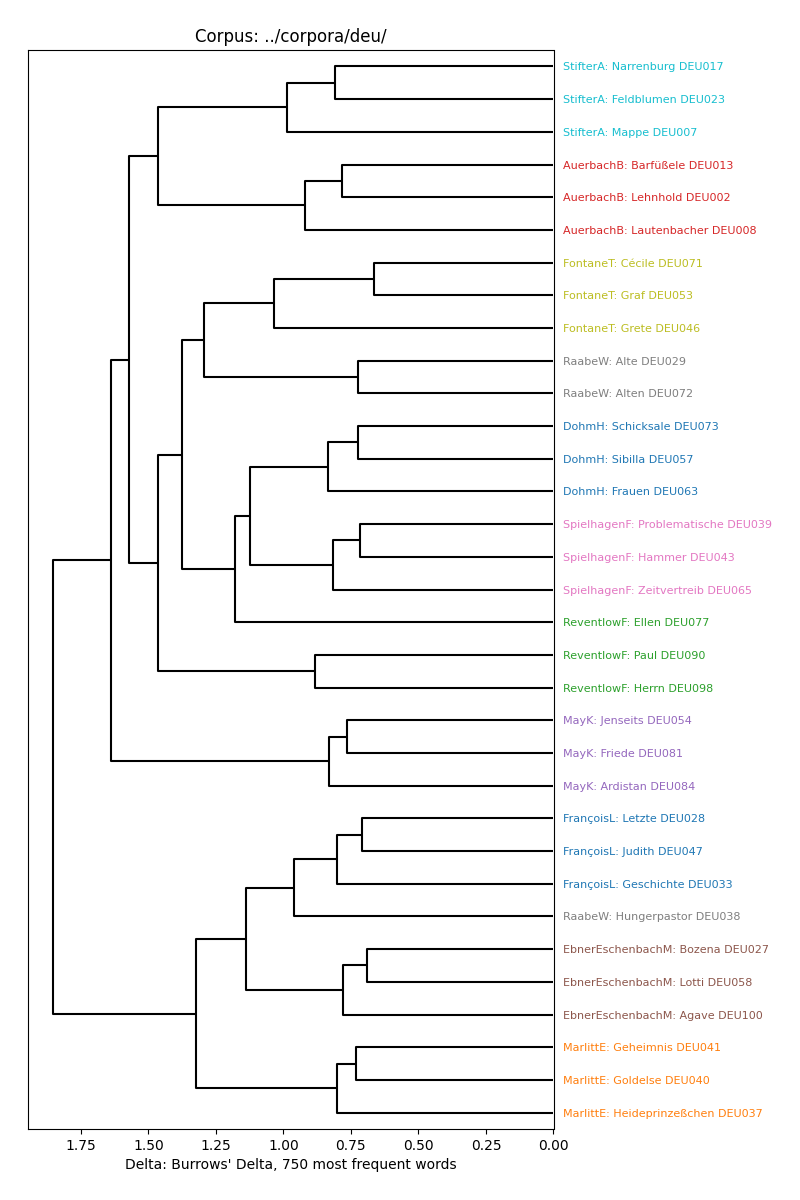 Corpus: ../corpora/deu/
StifterA: Narrenburg DEU017
StifterA: Feldblumen DEU023
StifterA: Mappe DEU007
AuerbachB: Barfüßele DEU013
AuerbachB: Lehnhold DEU002
AuerbachB: Lautenbacher DEU008
FontaneT: Cécile DEU071
FontaneT: Graf DEU053
FontaneT: Grete DEU046
RaabeW: Alte DEU029
RaabeW: Alten DEU072
DohmH: Schicksale DEU073
DohmH: Sibilla DEU057
DohmH: Frauen DEU063
SpielhagenF: Problematische DEU039
SpielhagenF: Hammer DEU043
SpielhagenF: Zeitvertreib DEU065
ReventlowF: Ellen DEU077
ReventlowF: Paul DEU090
ReventlowF: Herrn DEU098
MayK: Jenseits DEU054
MayK: Friede DEU081
MayK: Ardistan DEU084
FrançoisL: Letzte DEU028
FrançoisL: Judith DEU047
FrançoisL: Geschichte DEU033
RaabeW: Hungerpastor DEU038
EbnerEschenbachM: Bozena DEU027
EbnerEschenbachM: Lotti DEU058
EbnerEschenbachM: Agave DEU100
MarlittE: Geheimnis DEU041
MarlittE: Goldelse DEU040
MarlittE: Heideprinzeßchen DEU037
1.75 1.50 1.25 1.00 0.75 0.50 0.25 0.00
Delta: Burrows' Delta, 750 most frequent words